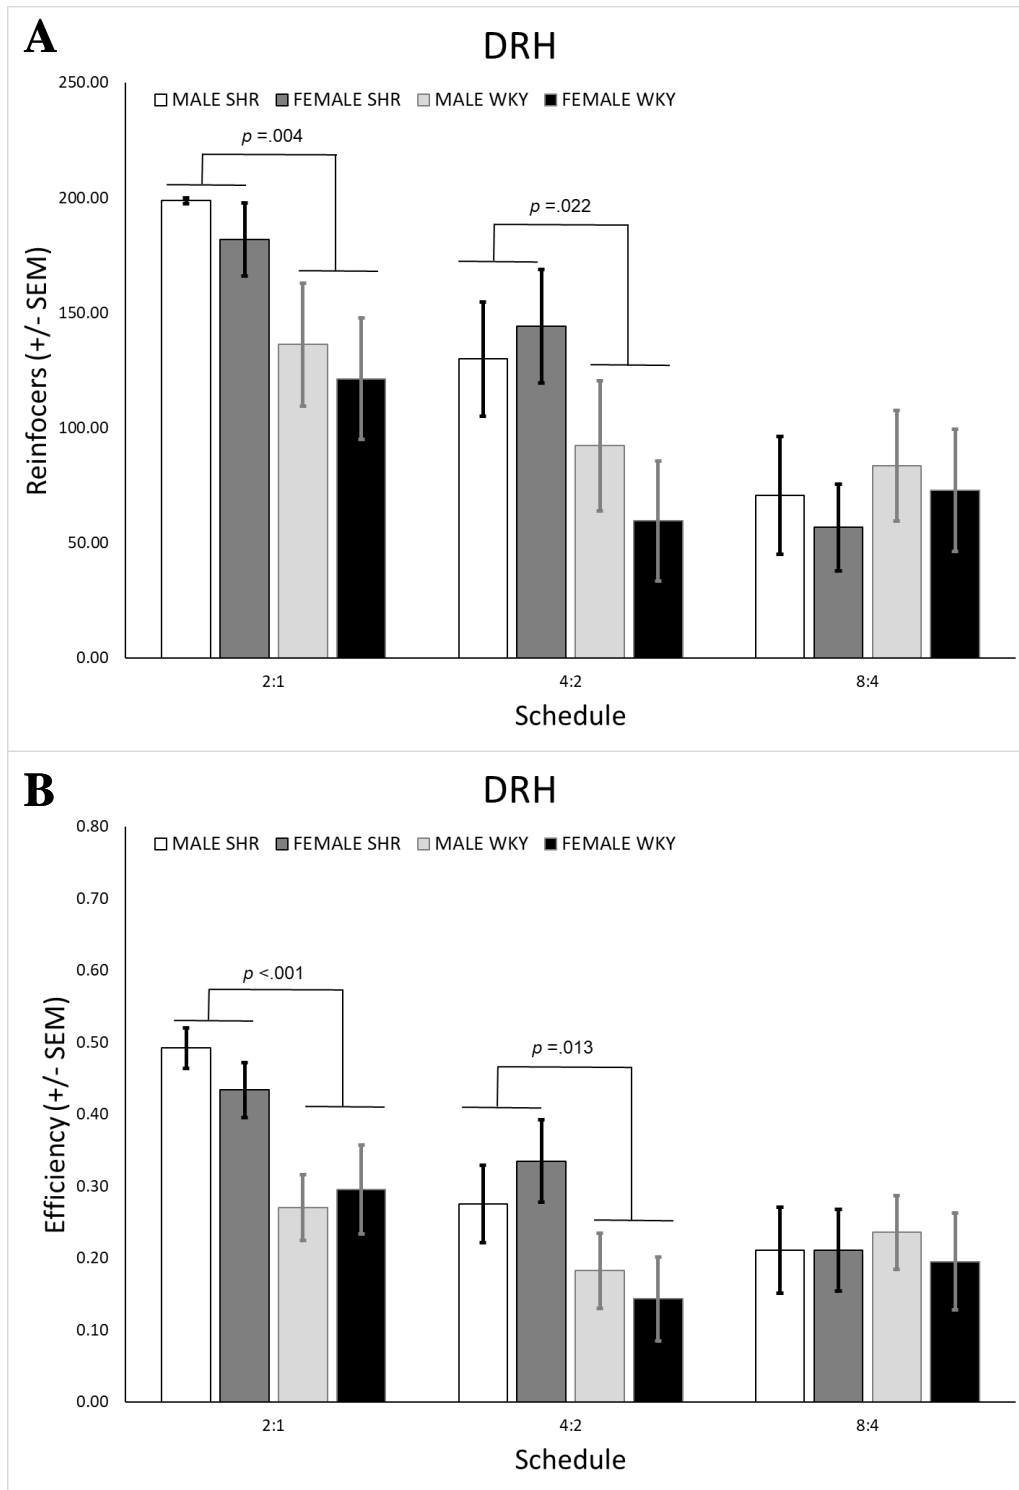 A
DRH
250.00
MALE SHR FEMALE SHR MALE WKY FEMALE WKY
p =.004
200.00
p =.022
150.00
100.00
50.00
0.00
Reinfocers (+/- SEM)
2:1 4:2 8:4
Schedule
B
DRH
0.80
MALE SHR FEMALE SHR MALE WKY FEMALE WKY
0.70
0.60
p <.001
0.50
p =.013
0.40
0.30
0.20
0.10
0.00
Efficiency (+/- SEM)
2:1 4:2 8:4
Schedule